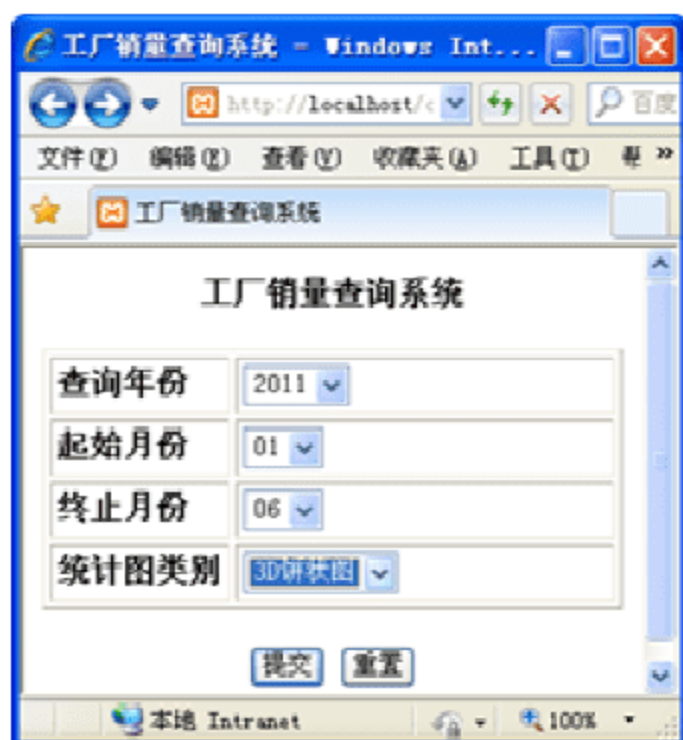 工厂销量查询系统 - Windows Int...
http://localhost/c
百度
文件(F) 编辑(E) 查看(V) 收藏夹(A) 工具(T) »
工厂销量查询系统
工厂销量查询系统
查询年份 2011
起始月份 01
终止月份 06
统计图类别 3D饼状图
提交 重置
本地 Intranet 100%